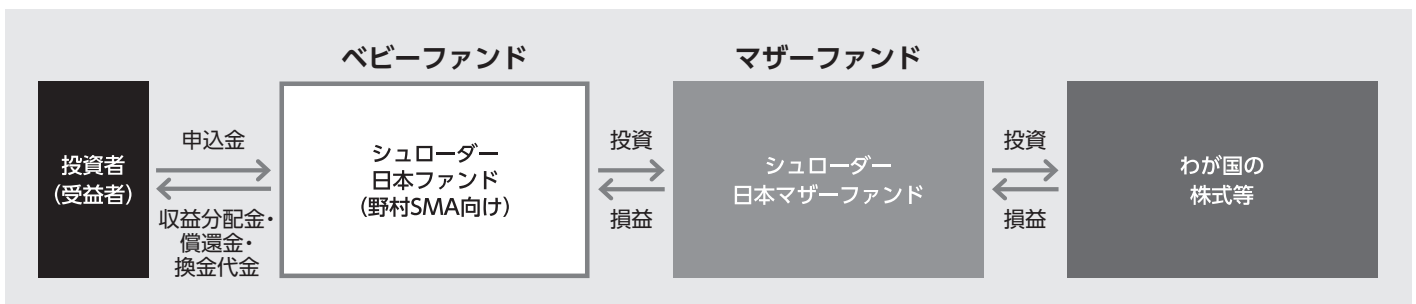 ベビーファンド
マザーファンド
投資者
(受益者)
申込金
収益分配金・
償還金・
換金代金
シュローダー
日本ファンド
(野村SMA向け)
投資
損益
シュローダー
日本マザーファンド
投資
損益
わが国の
株式等